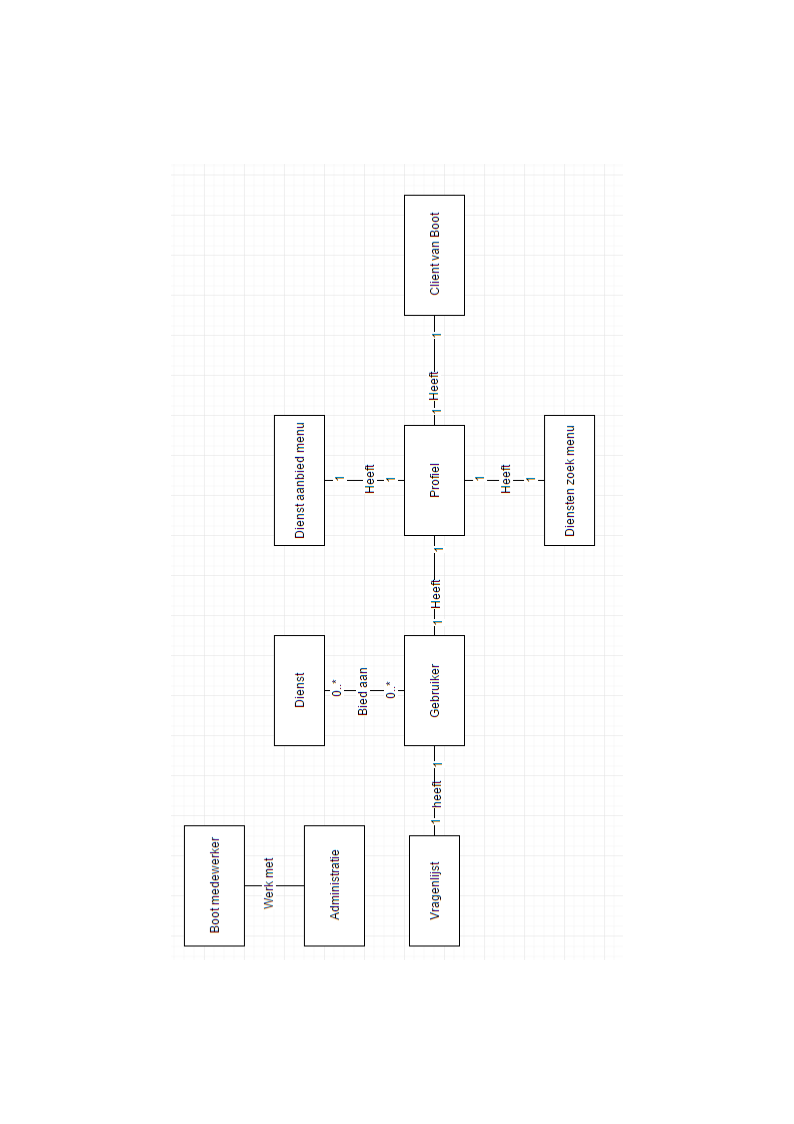 Boot medewerker
Werk met
Administratie
Dienst
0..*
Bied aan
0..*
Dienst aanbied menu
1
Heeft
1
Vragenlijst
1
heeft
1
Gebruiker
1
Heeft
1
Profiel
1
Heeft
1
Client van Boot
1
Heeft
1
Diensten zoek menu